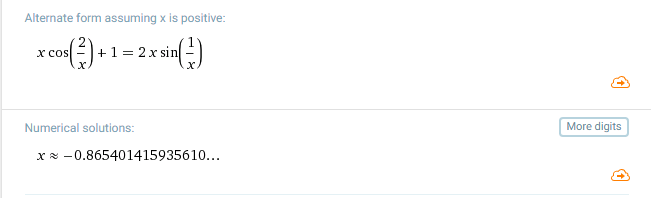 Alternate form assuming x is positive:
x cos(2/x) + 1 = 2 x sin(1/x)
Numerical solutions:
More digits
x ≈ −0.865401415935610...